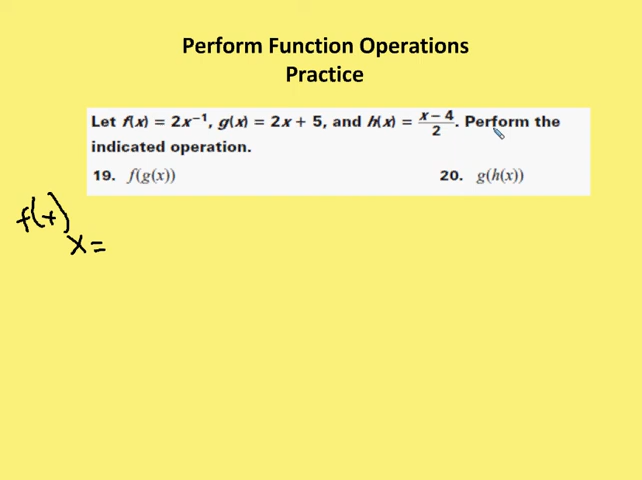 Perform Function Operations
Practice
Let f(x) = 2x⁻¹, g(x) = 2x + 5, and h(x) = (x − 4)/2. Perform the
indicated operation.
19. f(g(x))
20. g(h(x))
f(x)
x =